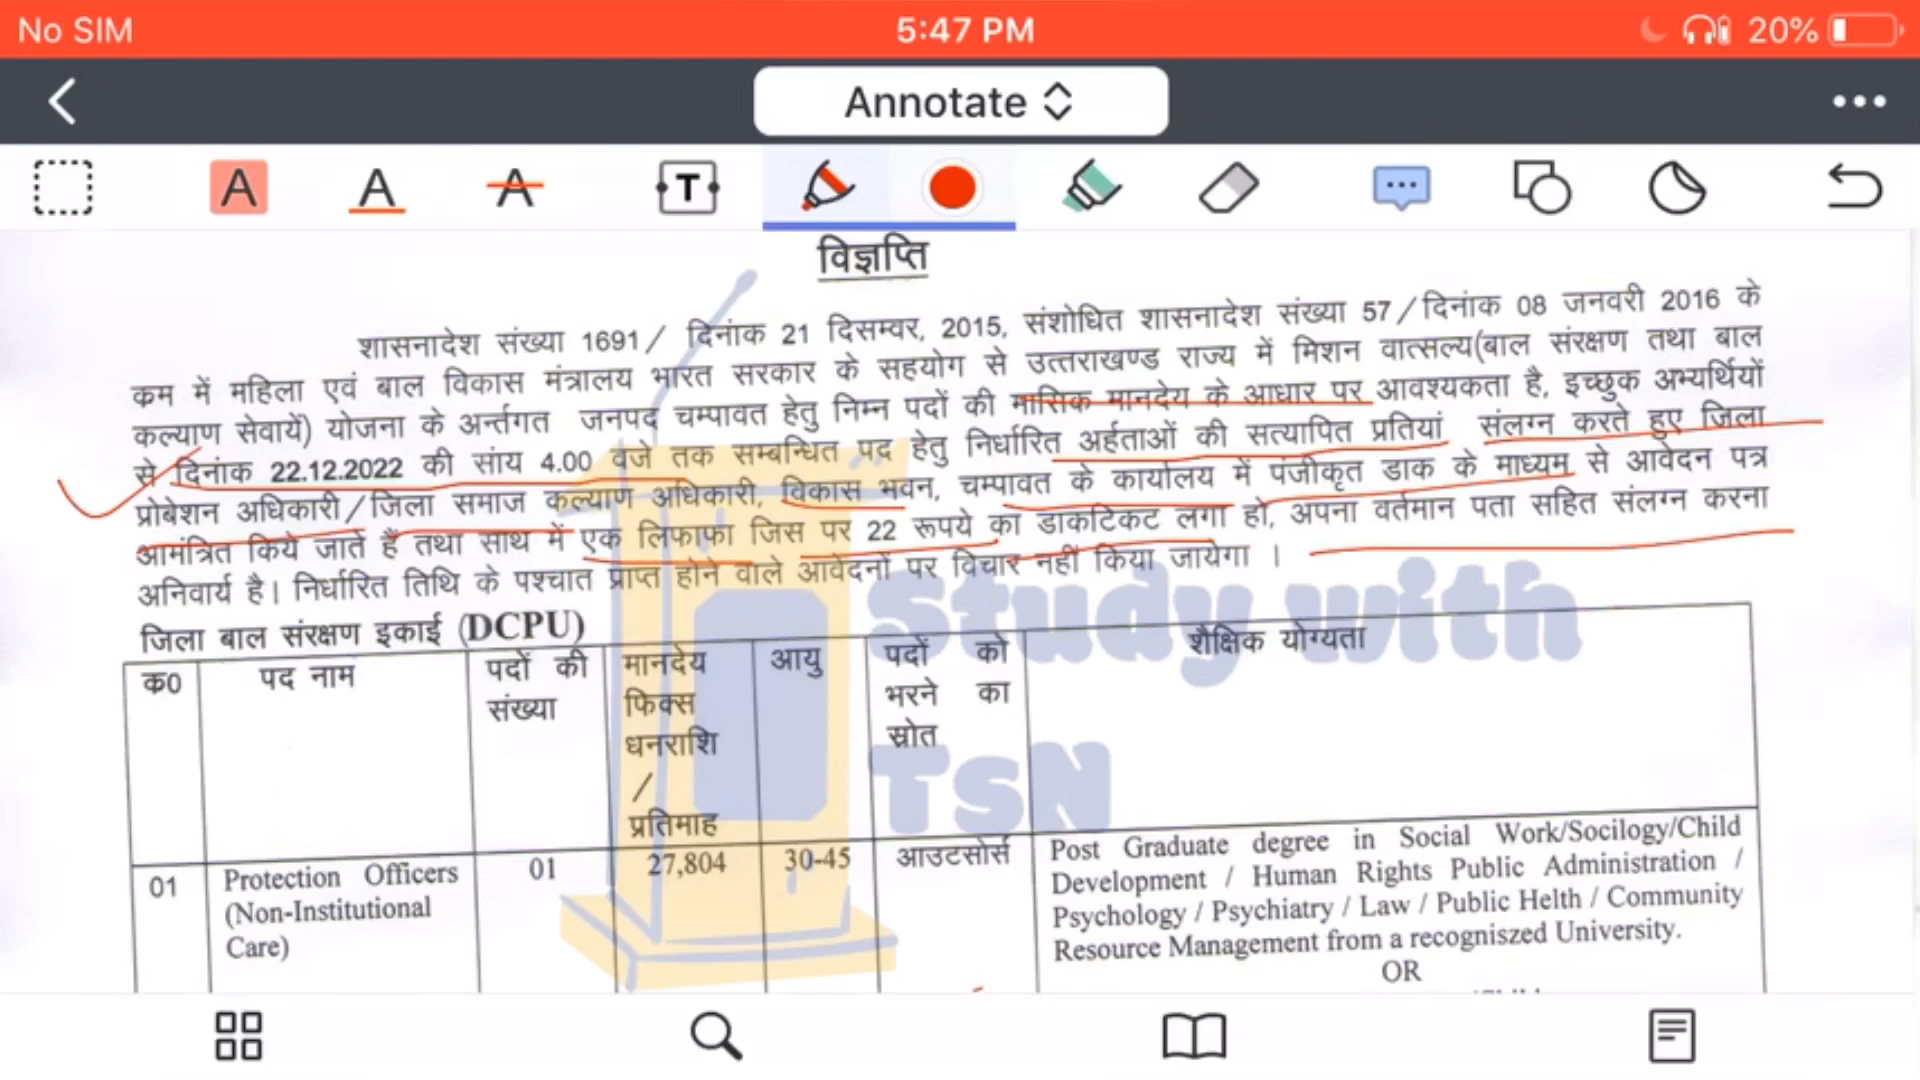 No SIM
5:47 PM
20%
Annotate
A A A T
विज्ञप्ति
शासनादेश संख्या 1691/ दिनांक 21 दिसम्वर, 2015, संशोधित शासनादेश संख्या 57/दिनांक 08 जनवरी 2016 के
कम में महिला एवं बाल विकास मंत्रालय भारत सरकार के सहयोग से उत्तराखण्ड राज्य में मिशन वात्सल्य(बाल संरक्षण तथा बाल
कल्याण सेवायें) योजना के अर्न्तगत जनपद चम्पावत हेतु निम्न पदों की मासिक मानदेय के आधार पर आवश्यकता है, इच्छुक अभ्यर्थियों
से दिनांक 22.12.2022 की सांय 4.00 वजे तक सम्बन्धित पद हेतु निर्धारित अर्हताओं की सत्यापित प्रतियां संलग्न करते हुए जिला
प्रोबेशन अधिकारी/जिला समाज कल्याण अधिकारी, विकास भवन, चम्पावत के कार्यालय में पंजीकृत डाक के माध्यम से आवेदन पत्र
आमंत्रित किये जाते हैं तथा साथ में एक लिफाफा जिस पर 22 रूपये का डाकटिकट लगा हो, अपना वर्तमान पता सहित संलग्न करना
अनिवार्य है। निर्धारित तिथि के पश्चात प्राप्त होने वाले आवेदनों पर विचार नहीं किया जायेगा ।
Study with
TSN
जिला बाल संरक्षण इकाई (DCPU)
क0
पद नाम
पदों की
संख्या
मानदेय
फिक्स
धनराशि
/
प्रतिमाह
आयु
पदों को
भरने का
स्रोत
शैक्षिक योग्यता
01
Protection Officers
(Non-Institutional
Care)
01
27,804
30-45
आउटसोर्स
Post Graduate degree in Social Work/Socilogy/Child
Development / Human Rights Public Administration /
Psychology / Psychiatry / Law / Public Helth / Community
Resource Management from a recogniszed University.
OR